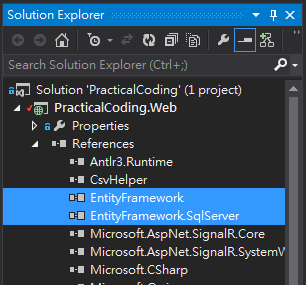 Solution Explorer
Search Solution Explorer (Ctrl+;)
Solution 'PracticalCoding' (1 project)
PracticalCoding.Web
Properties
References
Antlr3.Runtime
CsvHelper
EntityFramework
EntityFramework.SqlServer
Microsoft.AspNet.SignalR.Core
Microsoft.AspNet.SignalR.SystemW
Microsoft.CSharp